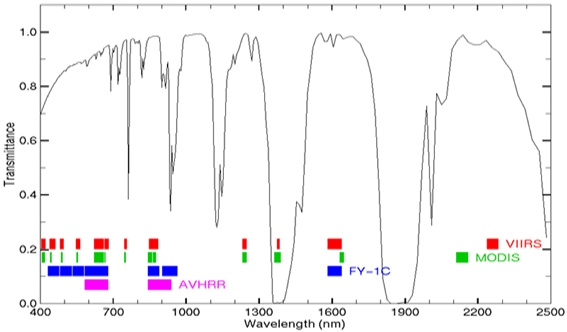 1.0
0.8
0.6
0.4
0.2
0.0
Transmittance
VIIRS
MODIS
FY-1C
AVHRR
400 700 1000 1300 1600 1900 2200 2500
Wavelength (nm)